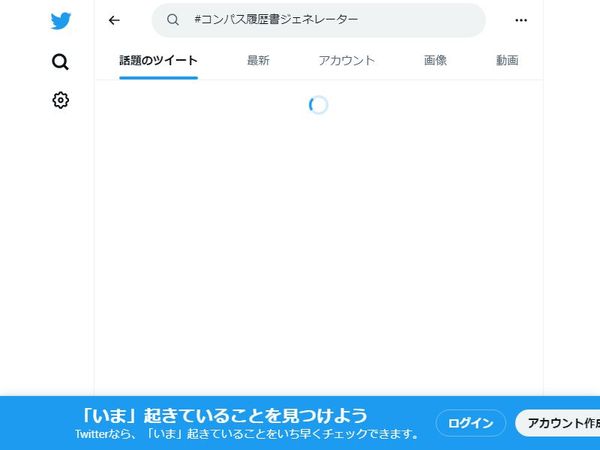 #コンパス履歴書ジェネレーター
話題のツイート 最新 アカウント 画像 動画
「いま」起きていることを見つけよう
Twitterなら、「いま」起きていることをいち早くチェックできます。
ログイン
アカウント作成